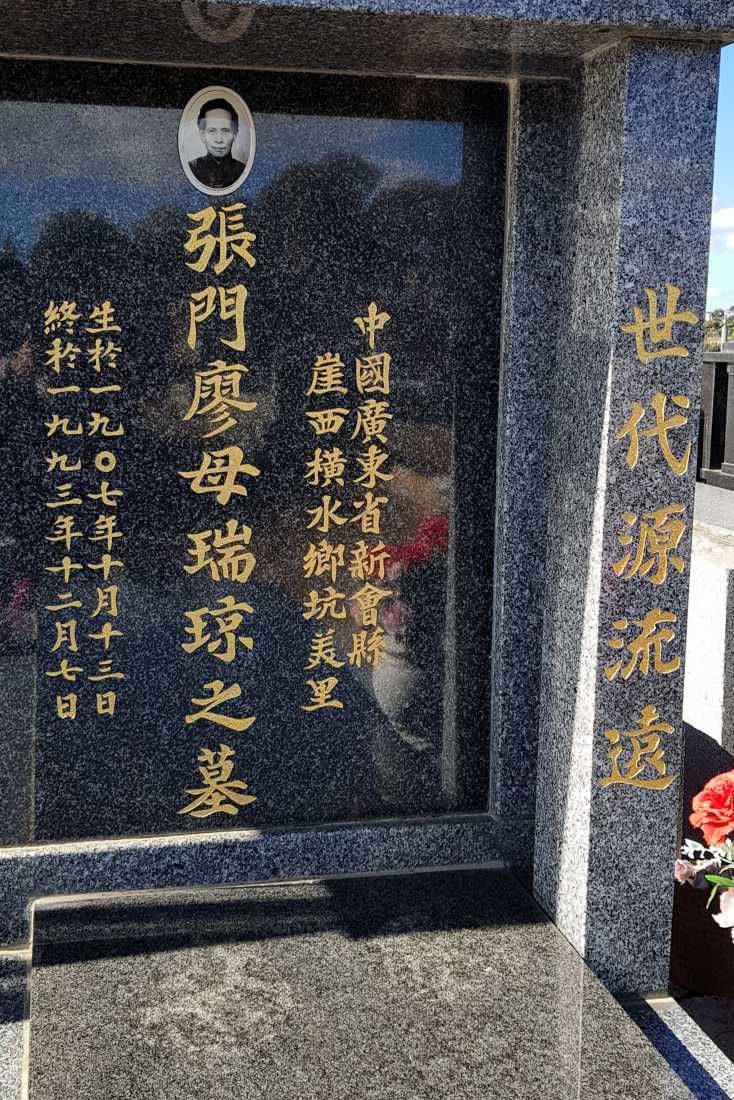 世代源流遠
中國廣東省新會縣
崖西橫水鄉坑美里
張門廖母瑞琼之墓
生於一九〇七年十月十三日
終於一九九三年十二月七日